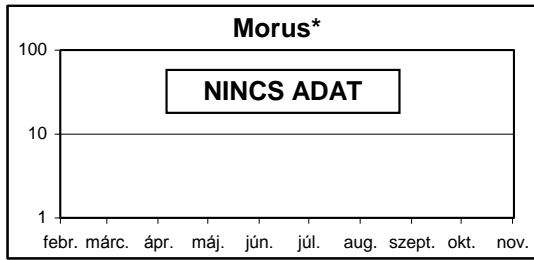 Morus*
100
NINCS ADAT
10
1
febr. márc. ápr. máj. jún. júl. aug. szept. okt. nov.